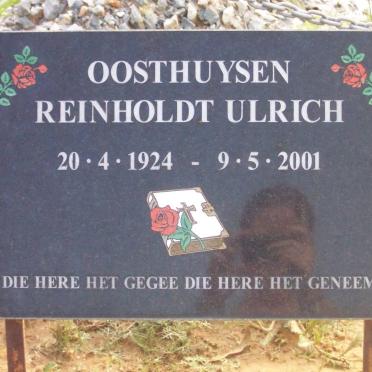 OOSTHUYSEN
REINHOLDT ULRICH
20 · 4 · 1924 - 9 · 5 · 2001
DIE HERE HET GEGEE DIE HERE HET GENEEM